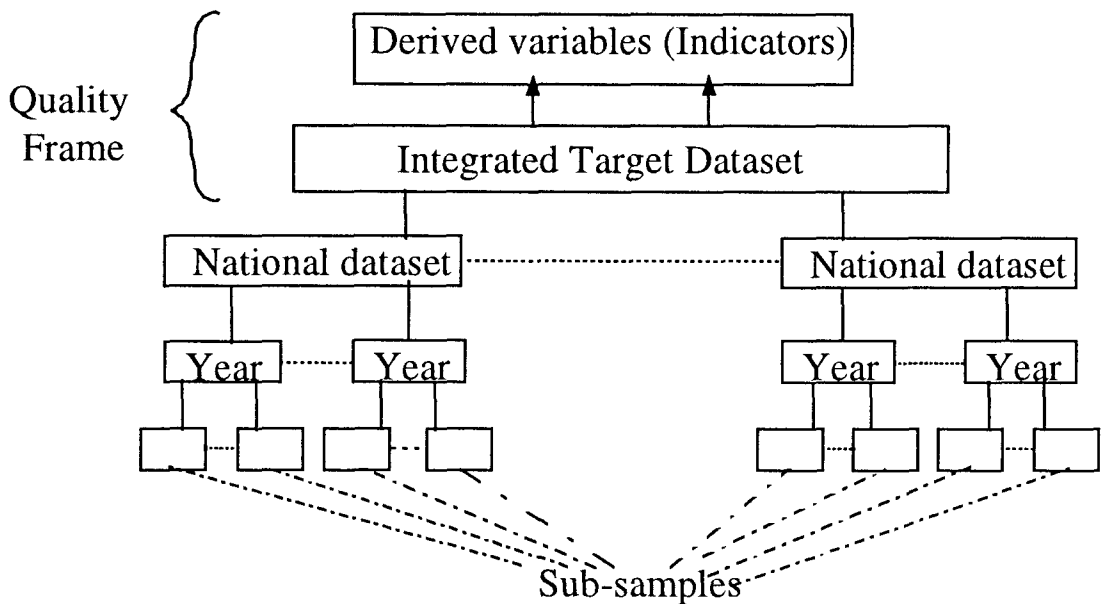 Derived variables (Indicators)
Quality
Frame
Integrated Target Dataset
National dataset
National dataset
Year
Year
Year
Year
Sub-samples